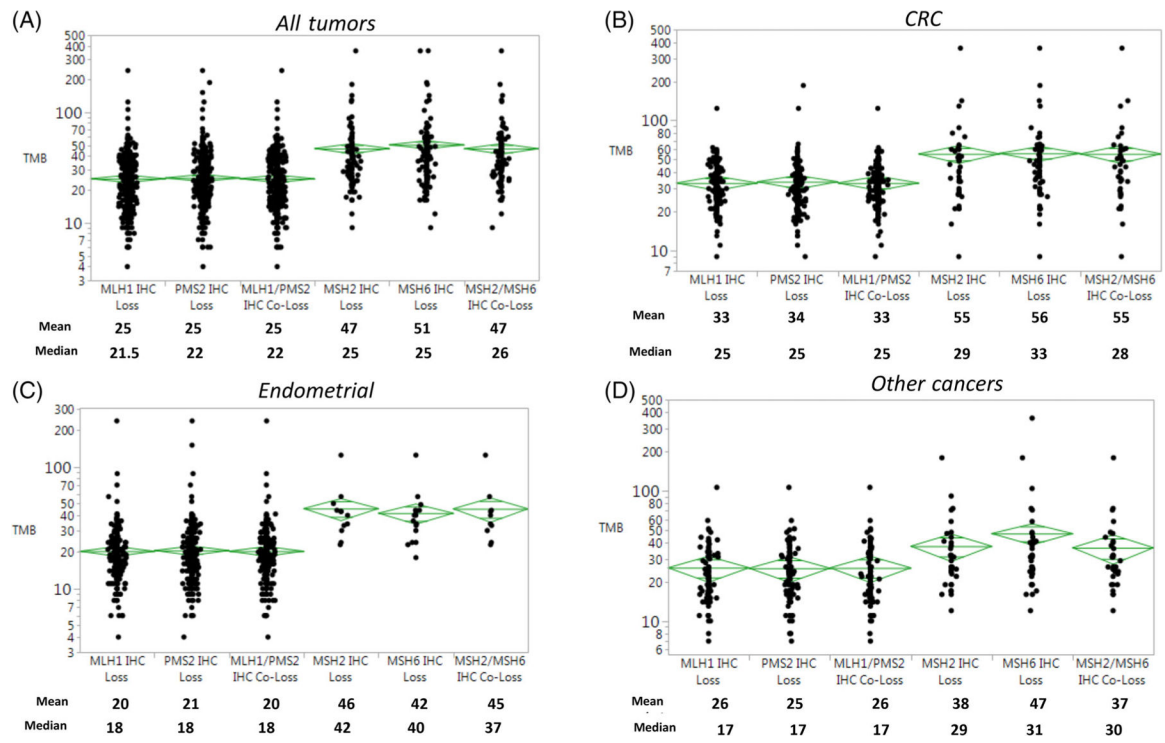 (A) All tumors
500
400
300
200
100
70
50
40
30
20
10
7
5
4
3
TMB
MLH1 IHC Loss PMS2 IHC Loss MLH1/PMS2 IHC Co-Loss MSH2 IHC Loss MSH6 IHC Loss MSH2/MSH6 IHC Co-Loss
Mean 25 25 25 47 51 47
Median 21.5 22 22 25 25 26
(B) CRC
500
400
300
200
100
80
60
50
40
30
20
10
7
MLH1 IHC Loss PMS2 IHC Loss MLH1/PMS2 IHC Co-Loss MSH2 IHC Loss MSH6 IHC Loss MSH2/MSH6 IHC Co-Loss
Mean 33 34 33 55 56 55
Median 25 25 25 29 33 28
(C) Endometrial
300
200
100
70
50
40
30
20
10
8
6
5
4
3
TMB
MLH1 IHC Loss PMS2 IHC Loss MLH1/PMS2 IHC Co-Loss MSH2 IHC Loss MSH6 IHC Loss MSH2/MSH6 IHC Co-Loss
Mean 20 21 20 46 42 45
Median 18 18 18 42 40 37
(D) Other cancers
500
400
300
200
100
70
50
40
30
20
10
8
6
TMB
MLH1 IHC Loss PMS2 IHC Loss MLH1/PMS2 IHC Co-Loss MSH2 IHC Loss MSH6 IHC Loss MSH2/MSH6 IHC Co-Loss
Mean 26 25 26 38 47 37
Median 17 17 17 29 31 30